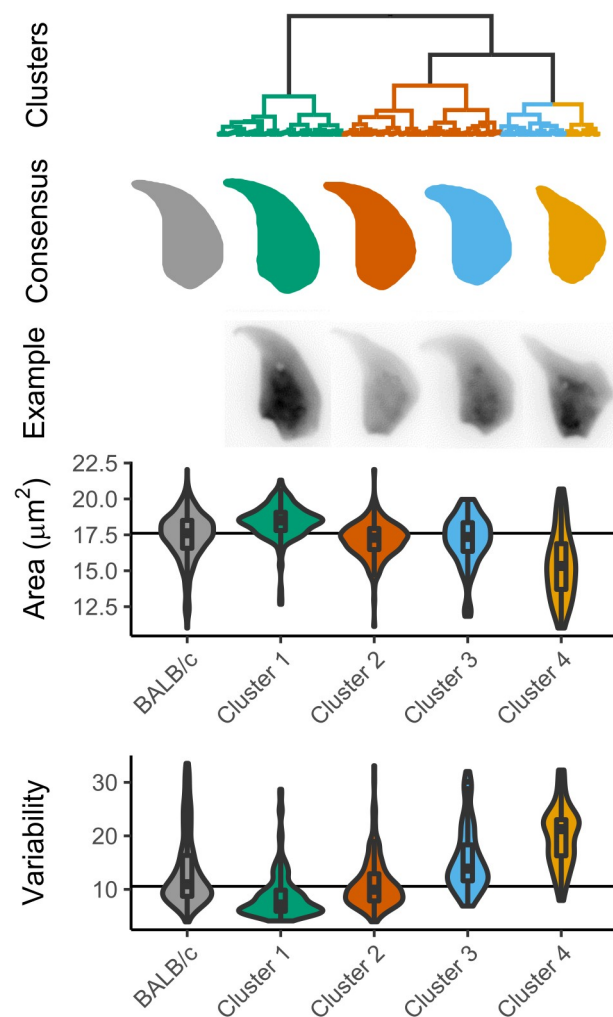 Clusters
Consensus
Example
Area (μm²)
22.5
20.0
17.5
15.0
12.5
BALB/c
Cluster 1
Cluster 2
Cluster 3
Cluster 4
Variability
30
20
10
BALB/c
Cluster 1
Cluster 2
Cluster 3
Cluster 4